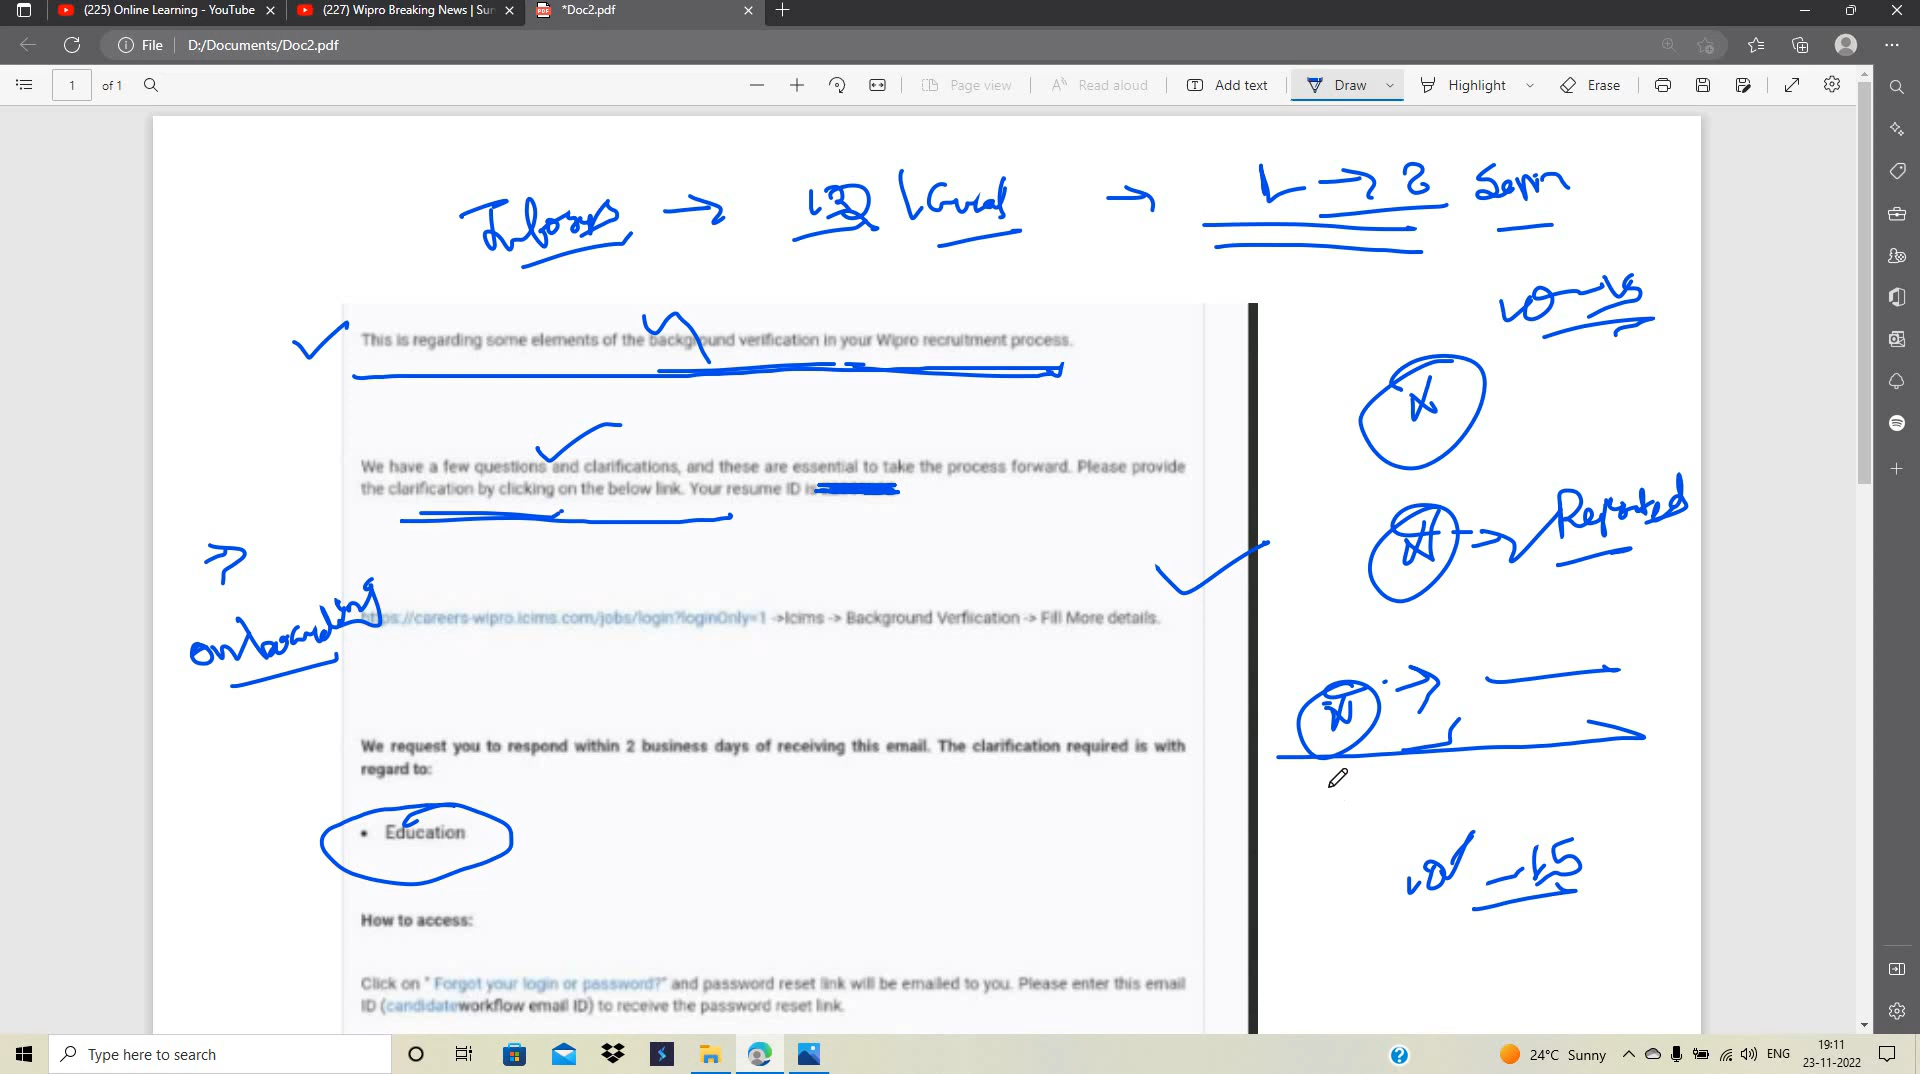 (225) Online Learning - YouTube
(227) Wipro Breaking News | Sur
*Doc2.pdf
File D:/Documents/Doc2.pdf
1 of 1
Page view
Read aloud
Add text
Draw
Highlight
Erase
This is regarding some elements of the background verification in your Wipro recruitment process.
We have a few questions and clarifications, and these are essential to take the process forward. Please provide
the clarification by clicking on the below link. Your resume ID is
Reported
onboarding
https://careers-wipro.icims.com/jobs/login?loginOnly=1 ->Icims -> Background Verfiication -> Fill More details.
We request you to respond within 2 business days of receiving this email. The clarification required is with
regard to:
• Education
How to access:
Click on " Forgot your login or password?" and password reset link will be emailed to you. Please enter this email
ID (candidateworkflow email ID) to receive the password reset link.
Type here to search
24°C Sunny
ENG
19:11
23-11-2022